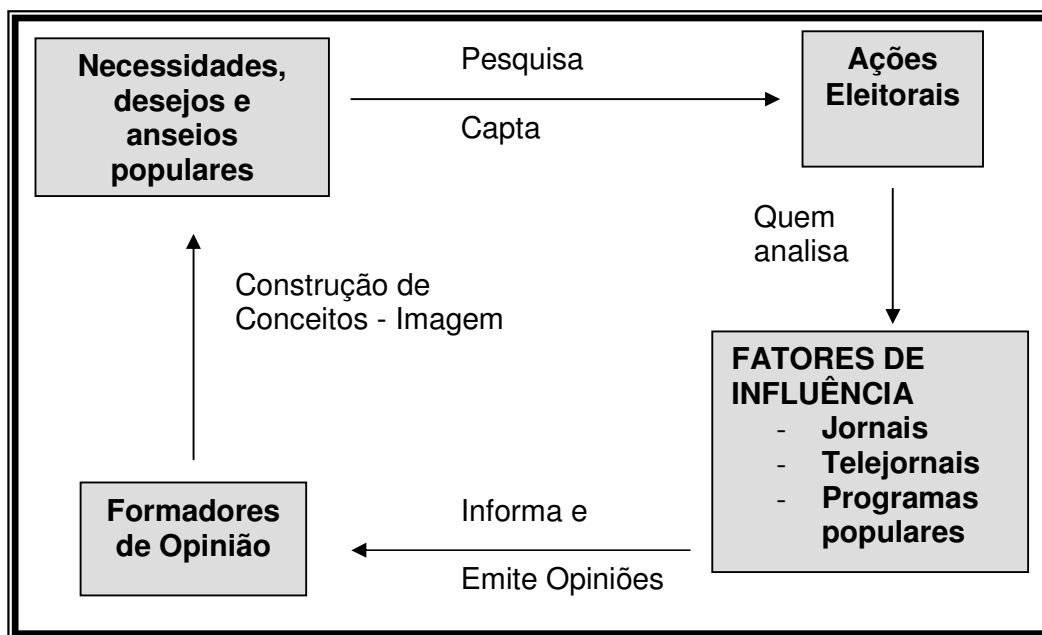 Necessidades,
desejos e
anseios
populares
Pesquisa
Capta
Ações
Eleitorais
Quem
analisa
Construção de
Conceitos - Imagem
FATORES DE
INFLUÊNCIA
- Jornais
- Telejornais
- Programas
populares
Formadores
de Opinião
Informa e
Emite Opiniões